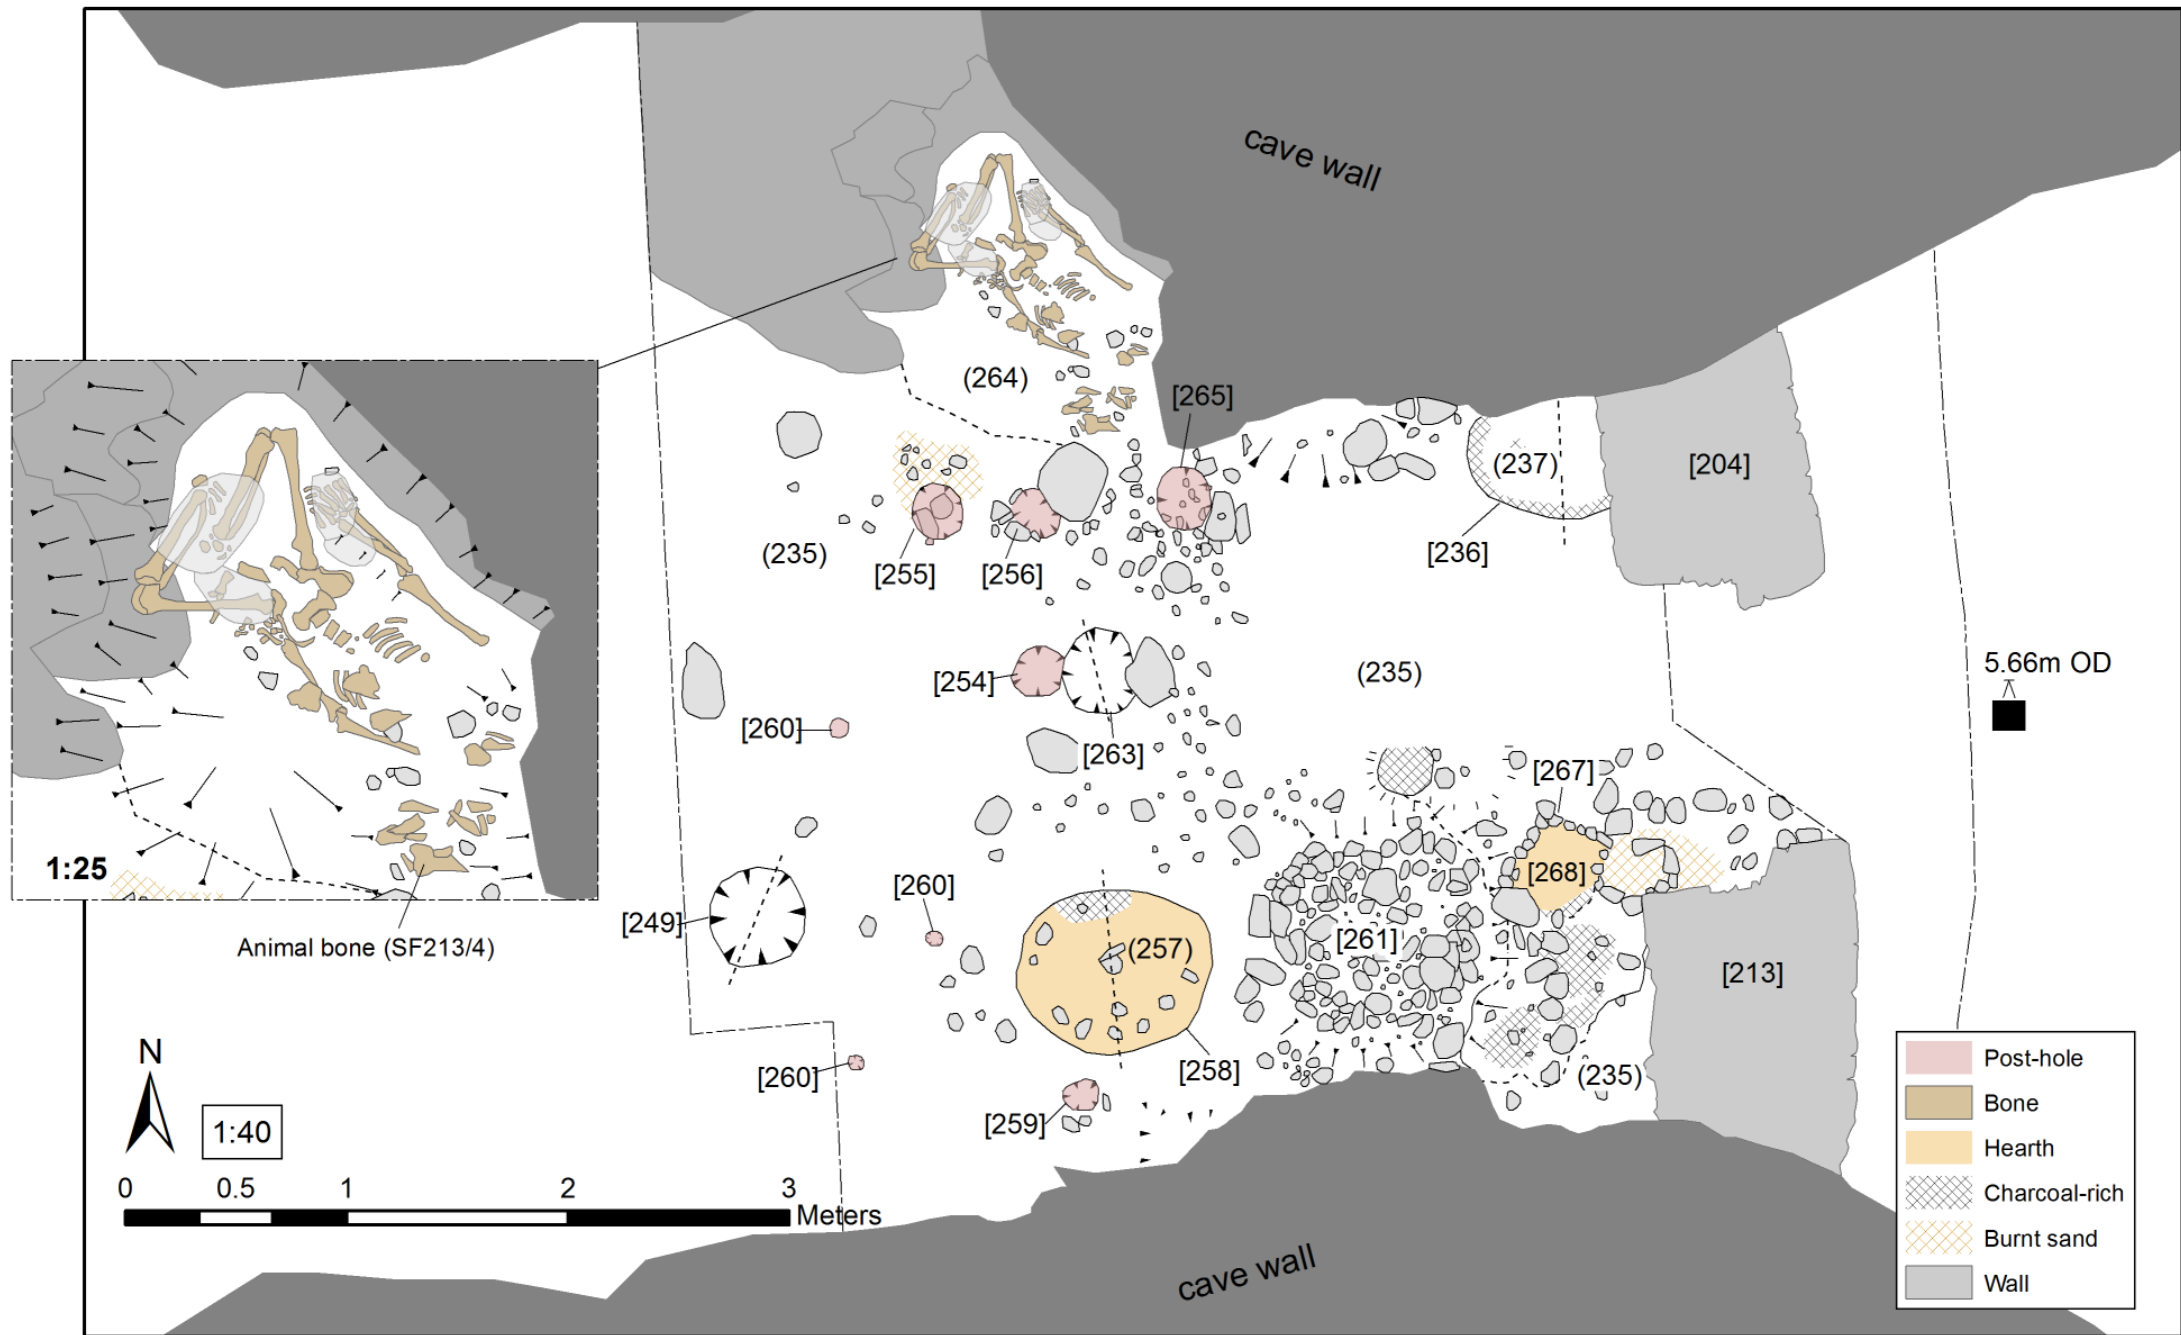 cave wall
(264)
[265]
(237)
[204]
(235)
[255]
[256]
[236]
[254]
(235)
5.66m OD
[260]
[263]
[267]
1:25
[260]
[268]
[249]
(257)
[261]
Animal bone (SF213/4)
[213]
N
[260]
[258]
(235)
1:40
[259]
0 0.5 1 2 3
Meters
cave wall
Post-hole
Bone
Hearth
Charcoal-rich
Burnt sand
Wall